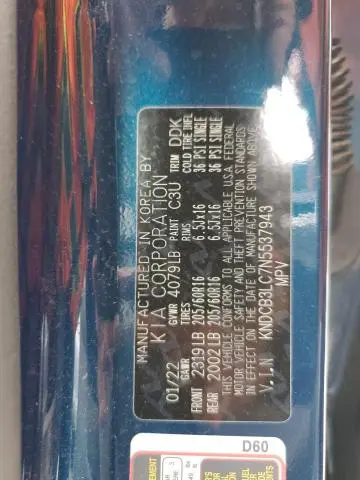 MANUFACTURED IN KOREA BY
KIA CORPORATION
01/22 GVWR 4079LB PAINT C3U TRIM DDK
GAWR TIRES RIMS COLD TIRE INFL
FRONT 2319LB 205/60R16 6.5Jx16 36 PSI SINGLE
REAR 2002LB 205/60R16 6.5Jx16 36 PSI SINGLE
THIS VEHICLE CONFORMS TO ALL APPLICABLE U.S.A. FEDERAL
MOTOR VEHICLE SAFETY AND THEFT PREVENTION STANDARDS
IN EFFECT ON THE DATE OF MANUFACTURE SHOWN ABOVE
V.I.N KNDCB3LC7N5537943
MPV
D60